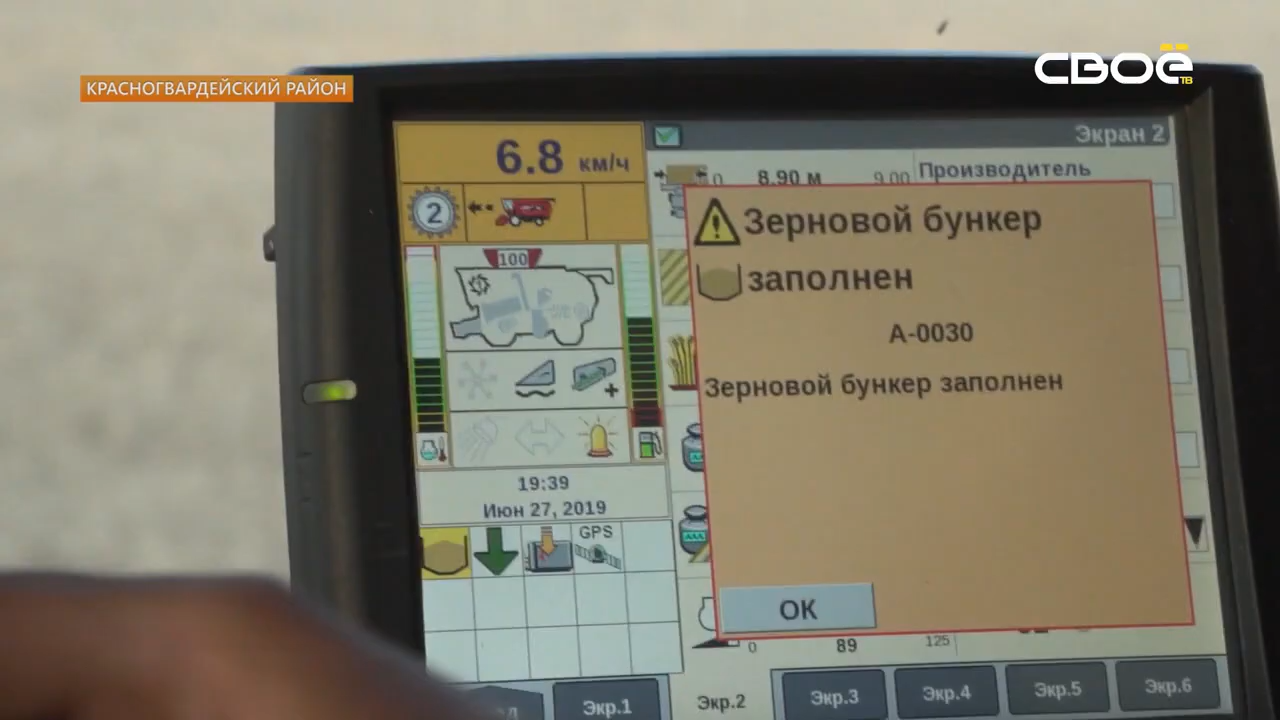 КРАСНОГВАРДЕЙСКИЙ РАЙОН
СВОЁ
ТВ
6.8 км/ч
Экран 2
8.90 м
9.00
Производитель
2
100
Зерновой бункер
заполнен
A-0030
Зерновой бункер заполнен
19:39
Июн 27, 2019
GPS
ОК
0
89
125
Экр.1
Экр.2
Экр.3
Экр.4
Экр.5
Экр.6